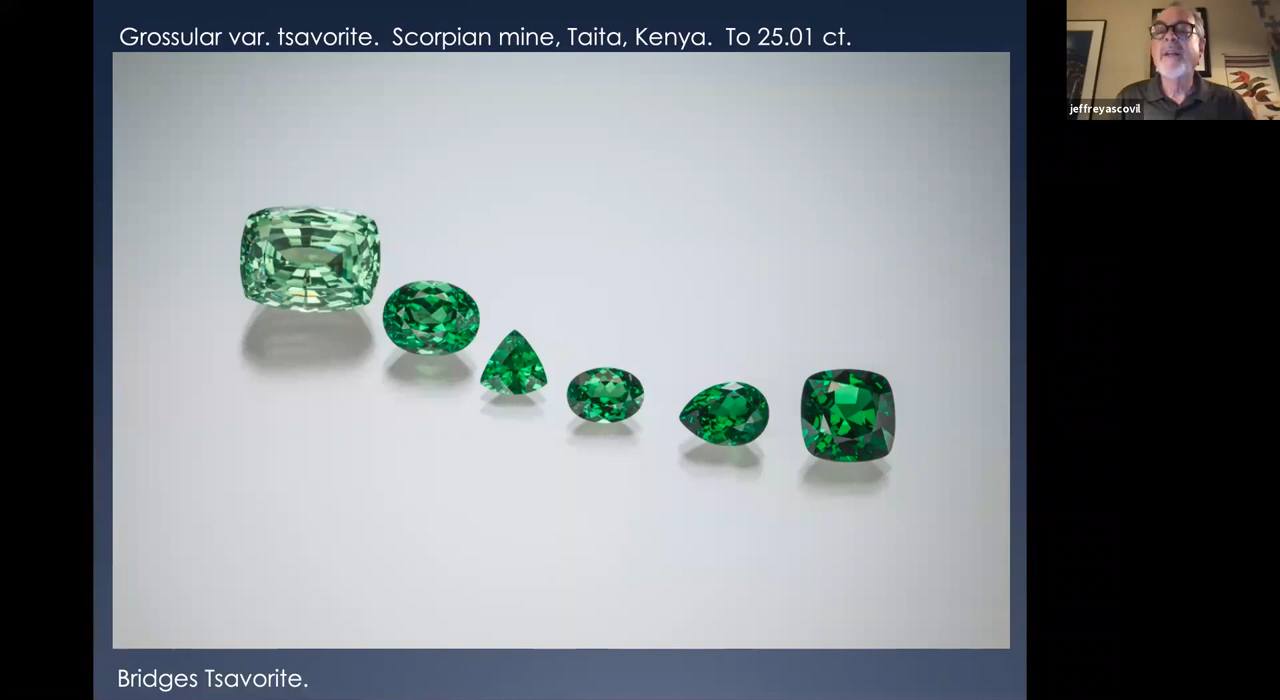 Grossular var. tsavorite.  Scorpian mine, Taita, Kenya.  To 25.01 ct.
jeffreyascovil
Bridges Tsavorite.